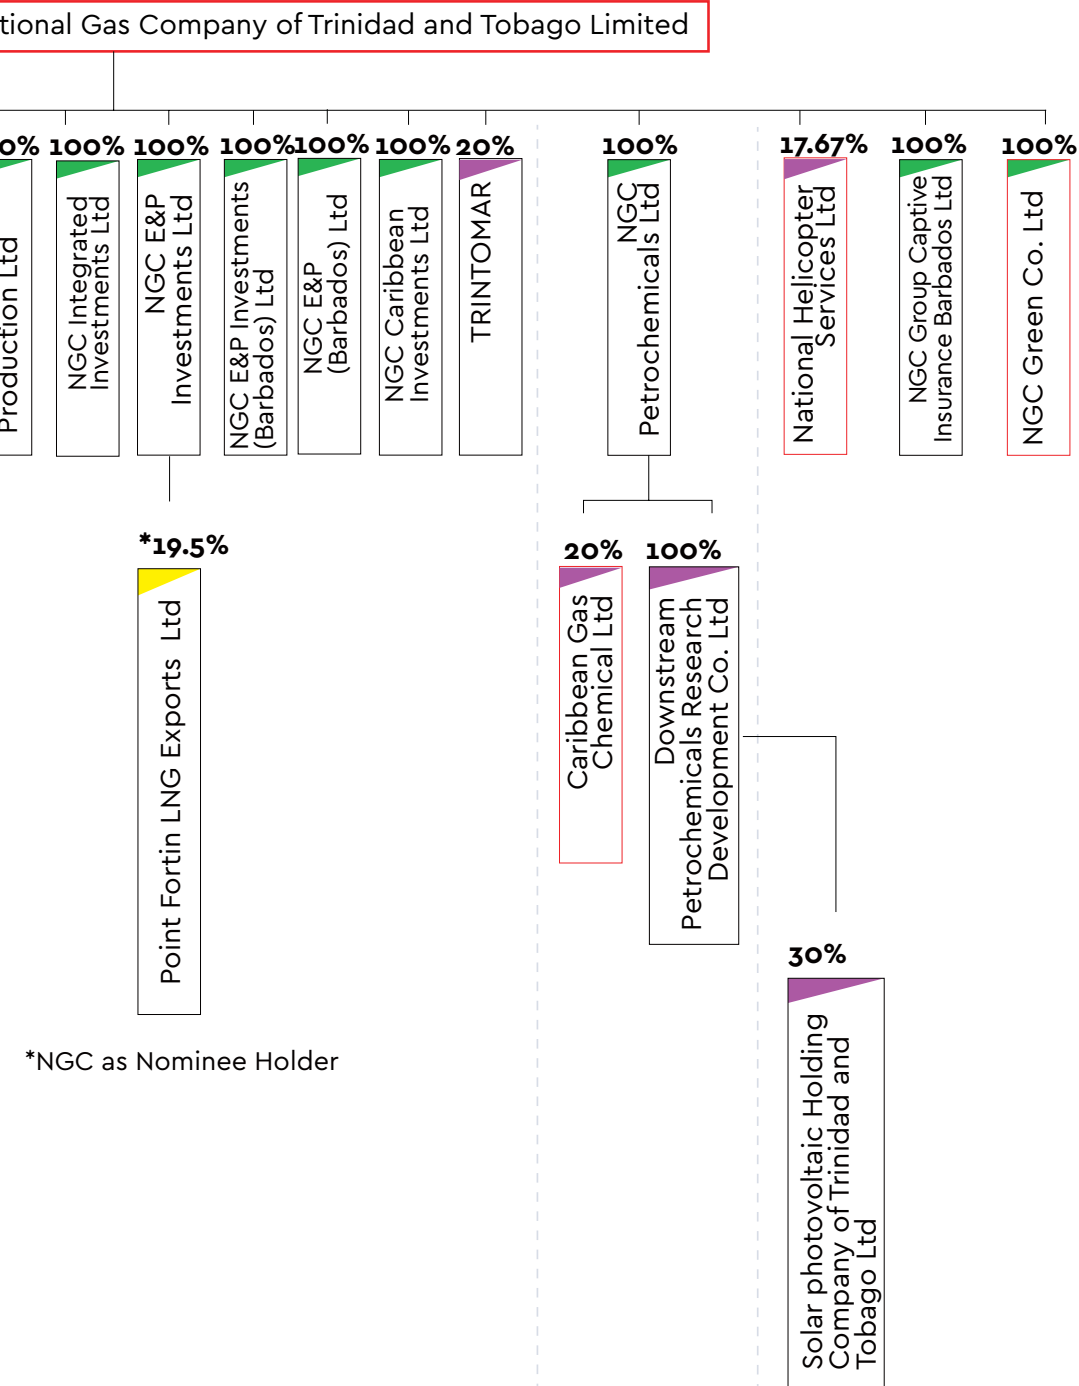 tional Gas Company of Trinidad and Tobago Limited
0%
Production Ltd
100%
NGC Integrated
Investments Ltd
100%
NGC E&P
Investments Ltd
100%
NGC E&P Investments
(Barbados) Ltd
100%
NGC E&P
(Barbados) Ltd
100%
NGC Caribbean
Investments Ltd
20%
TRINTOMAR
100%
NGC
Petrochemicals Ltd
17.67%
National Helicopter
Services Ltd
100%
NGC Group Captive
Insurance Barbados Ltd
100%
NGC Green Co. Ltd
*19.5%
Point Fortin LNG Exports Ltd
20%
Caribbean Gas
Chemical Ltd
100%
Downstream
Petrochemicals Research
Development Co. Ltd
30%
Solar photovoltaic Holding
Company of Trinidad and
Tobago Ltd
*NGC as Nominee Holder